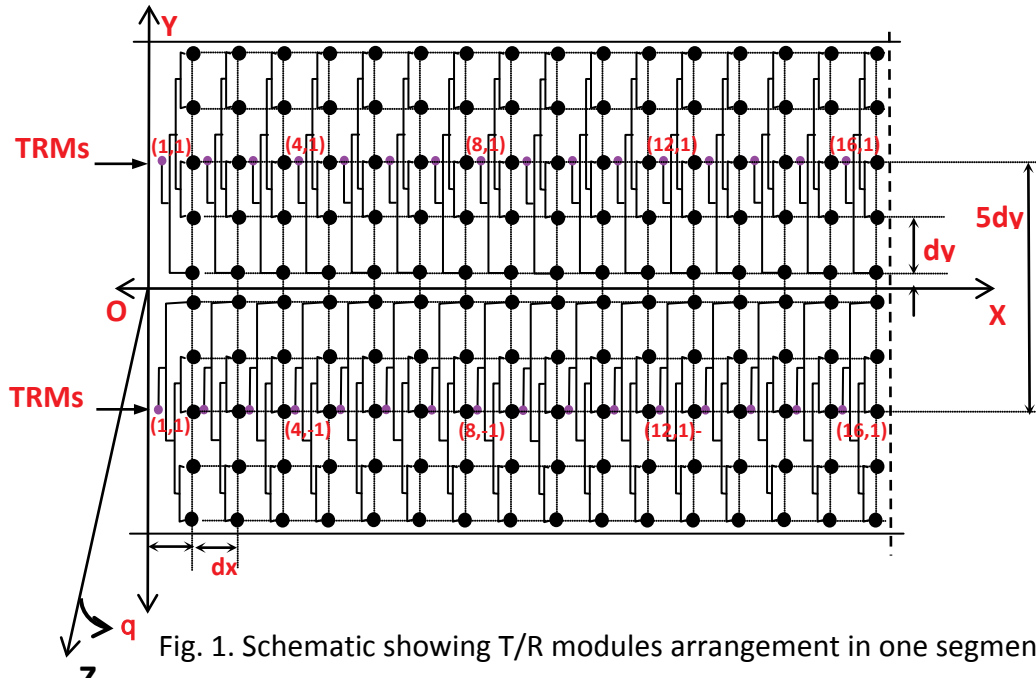 Y
TRMs
(1,1) (4,1) (8,1) (12,1) (16,1)
5dy
dy
O
X
TRMs
(1,1) (4,-1) (8,-1) (12,1)- (16,1)
dx
q
Fig. 1. Schematic showing T/R modules arrangement in one segmen
Z